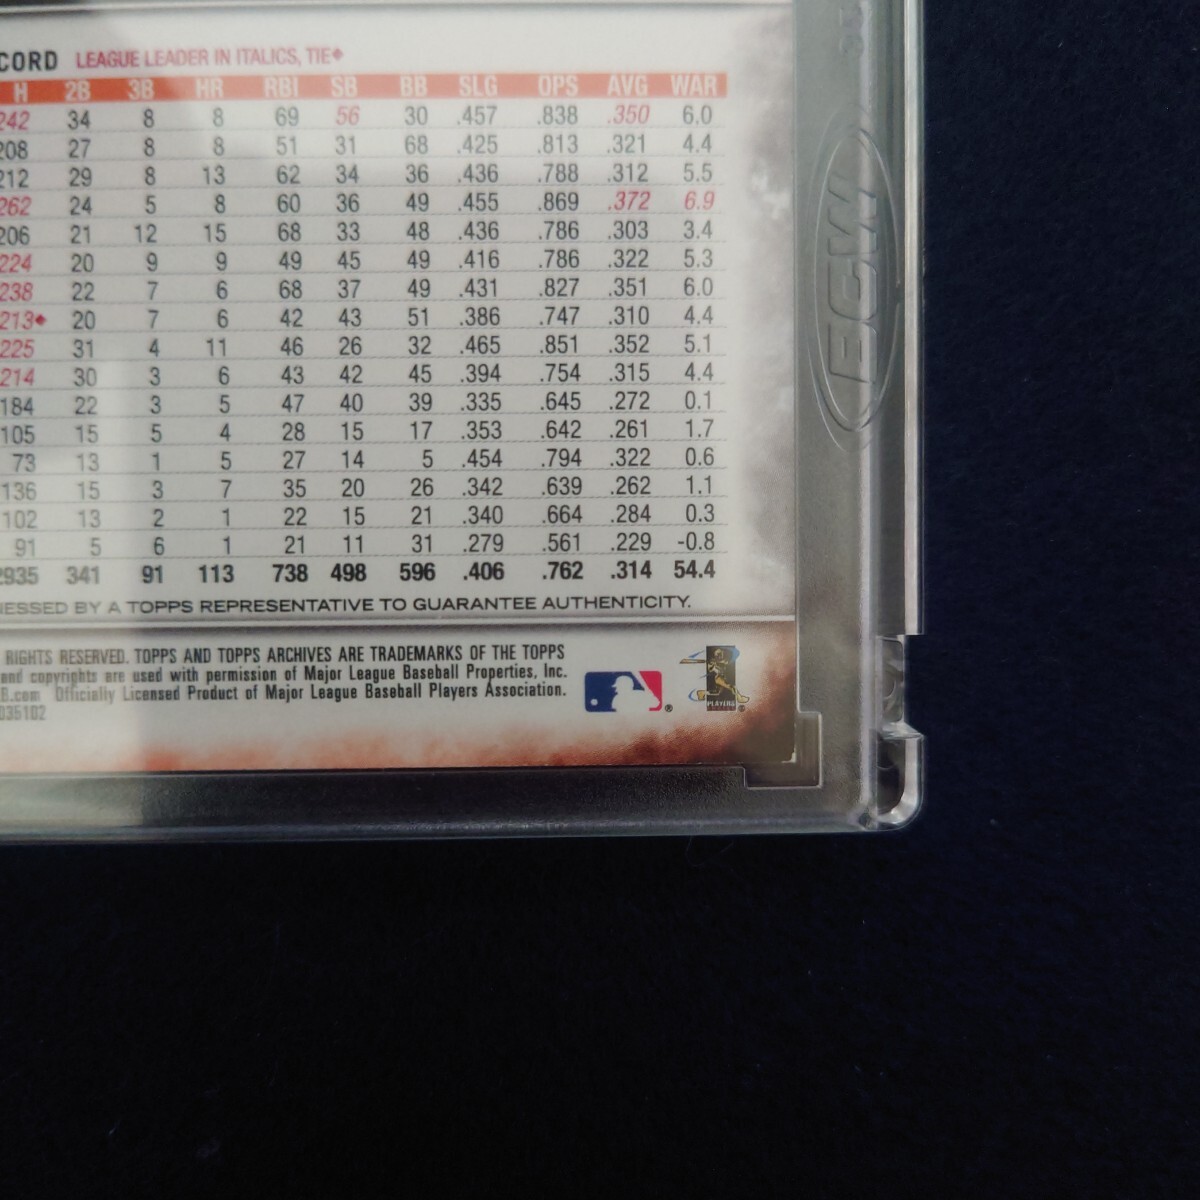 CORD LEAGUE LEADER IN ITALICS, TIE♦
H 2B 3B HR RBI SB BB SLG OPS AVG WAR
242 34 8 8 69 56 30 .457 .838 .350 6.0
208 27 8 8 51 31 68 .425 .813 .321 4.4
212 29 8 13 62 34 36 .436 .788 .312 5.5
262 24 5 8 60 36 49 .455 .869 .372 6.9
206 21 12 15 68 33 48 .436 .786 .303 3.4
224 20 9 9 49 45 49 .416 .786 .322 5.3
238 22 7 6 68 37 49 .431 .827 .351 6.0
213♦ 20 7 6 42 43 51 .386 .747 .310 4.4
225 31 4 11 46 26 32 .465 .851 .352 5.1
214 30 3 6 43 42 45 .394 .754 .315 4.4
184 22 3 5 47 40 39 .335 .645 .272 0.1
105 15 5 4 28 15 17 .353 .642 .261 1.7
73 13 1 5 27 14 5 .454 .794 .322 0.6
136 15 3 7 35 20 26 .342 .639 .262 1.1
102 13 2 1 22 15 21 .340 .664 .284 0.3
91 5 6 1 21 11 31 .279 .561 .229 -0.8
2935 341 91 113 738 498 596 .406 .762 .314 54.4
NESSED BY A TOPPS REPRESENTATIVE TO GUARANTEE AUTHENTICITY.
RIGHTS RESERVED. TOPPS AND TOPPS ARCHIVES ARE TRADEMARKS OF THE TOPPS
and copyrights are used with permission of Major League Baseball Properties, Inc.
B.com Officially Licensed Product of Major League Baseball Players Association.
035102
PLAYERS